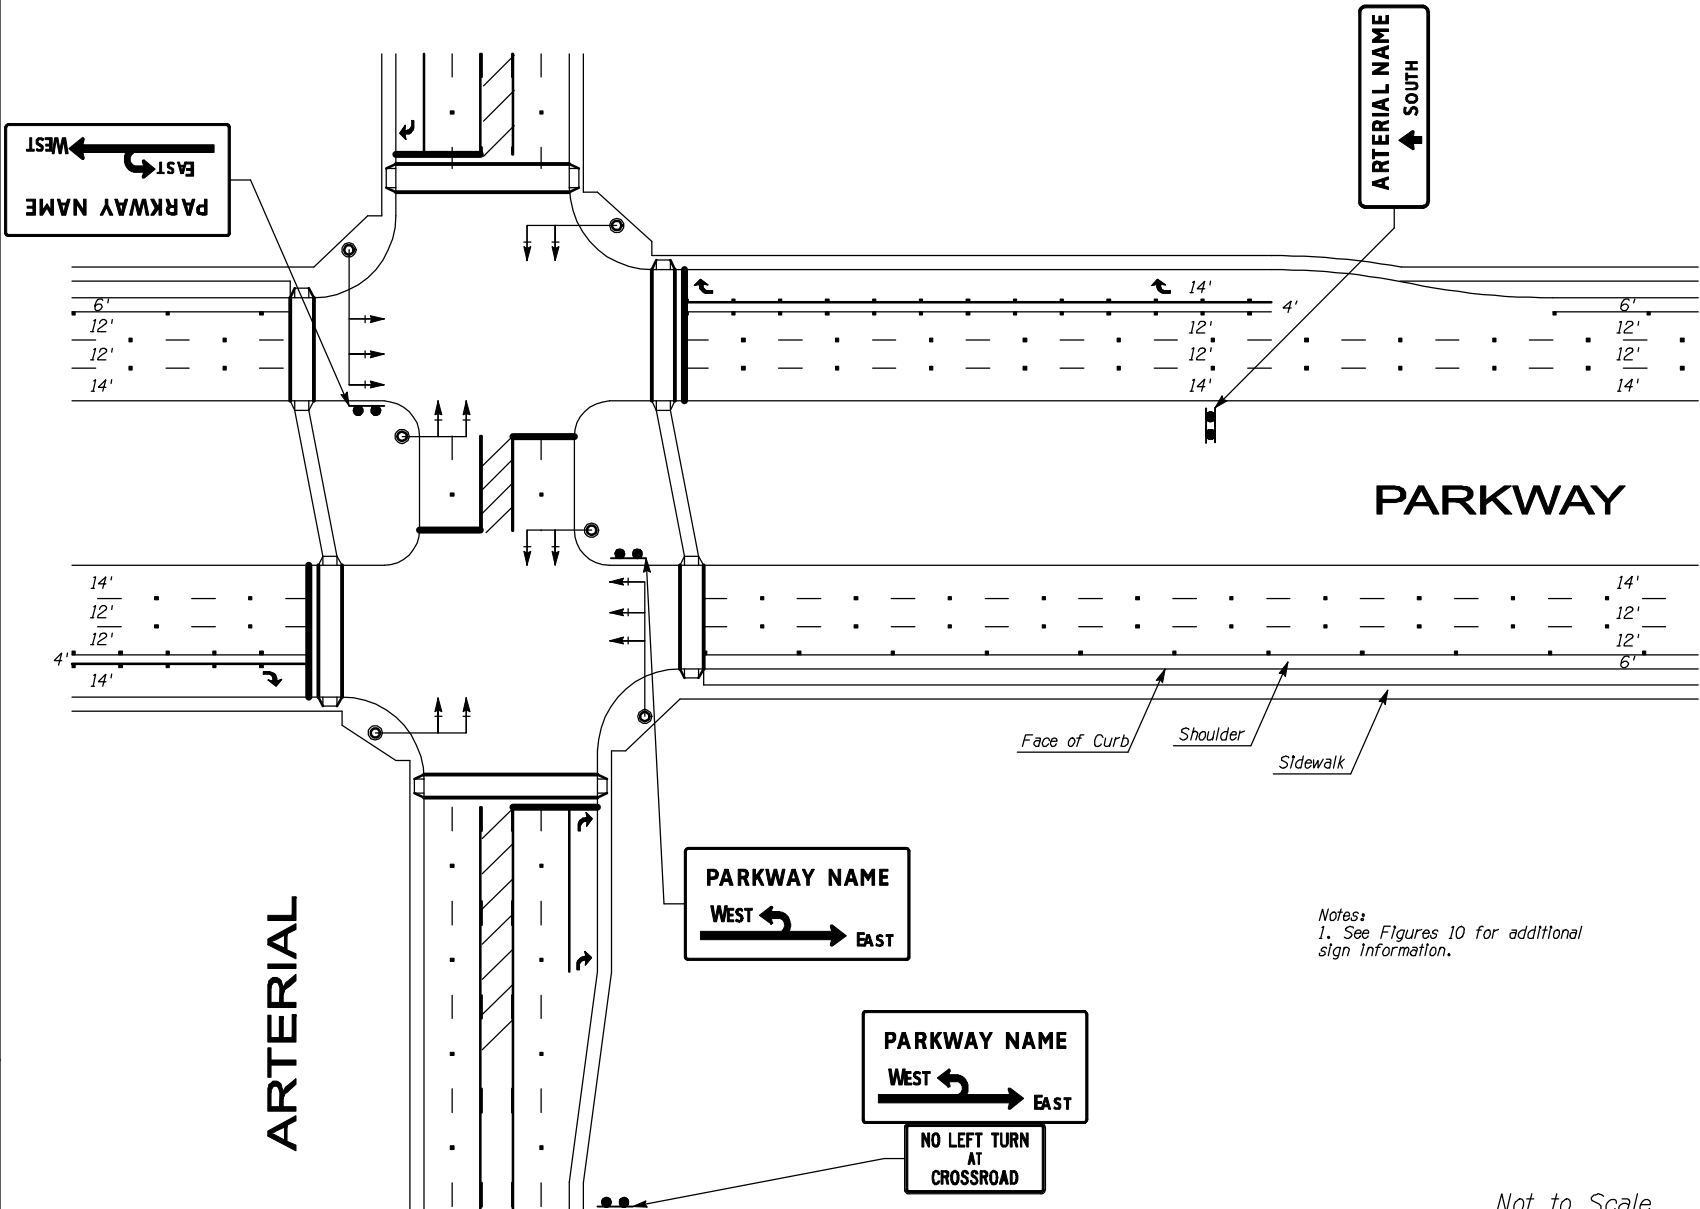 ARTERIAL NAME
SOUTH
WEST
EAST
PARKWAY NAME
6'
12'
12'
14'
14'
4'
12'
12'
14'
6'
12'
12'
14'
PARKWAY
14'
12'
12'
4'
14'
14'
12'
12'
6'
Face of Curb
Shoulder
Sidewalk
PARKWAY NAME
WEST
EAST
ARTERIAL
Notes:
1. See Figures 10 for additional
sign information.
PARKWAY NAME
WEST
EAST
NO LEFT TURN
AT
CROSSROAD
Not to Scale